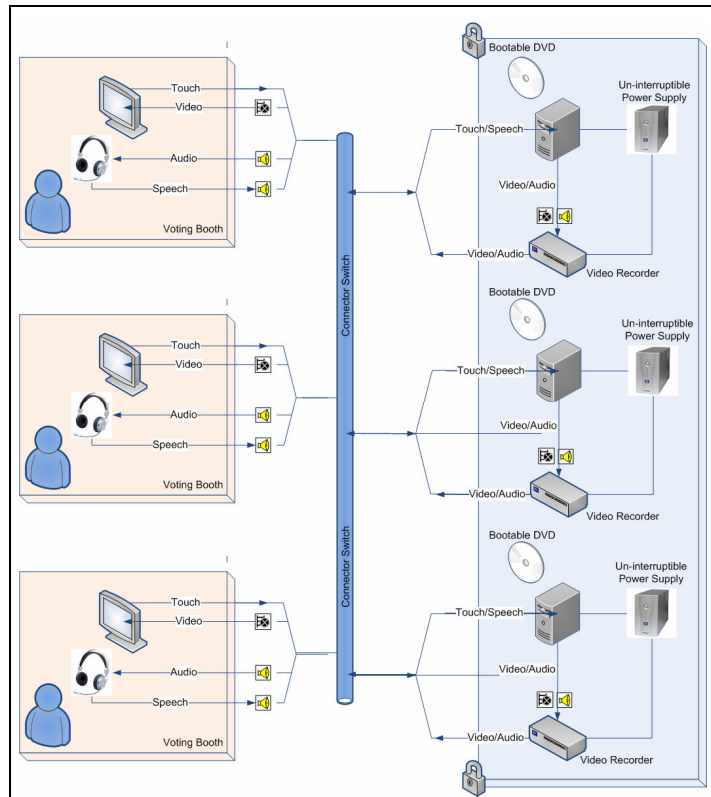 Touch
Video
Audio
Speech
Voting Booth
Touch
Video
Audio
Speech
Voting Booth
Touch
Video
Audio
Speech
Voting Booth
Connector Switch
Connector Switch
Bootable DVD
Un-interruptible
Power Supply
Touch/Speech
Video/Audio
Video/Audio
Video Recorder
Bootable DVD
Un-interruptible
Power Supply
Touch/Speech
Video/Audio
Video/Audio
Video Recorder
Bootable DVD
Un-interruptible
Power Supply
Touch/Speech
Video/Audio
Video/Audio
Video Recorder